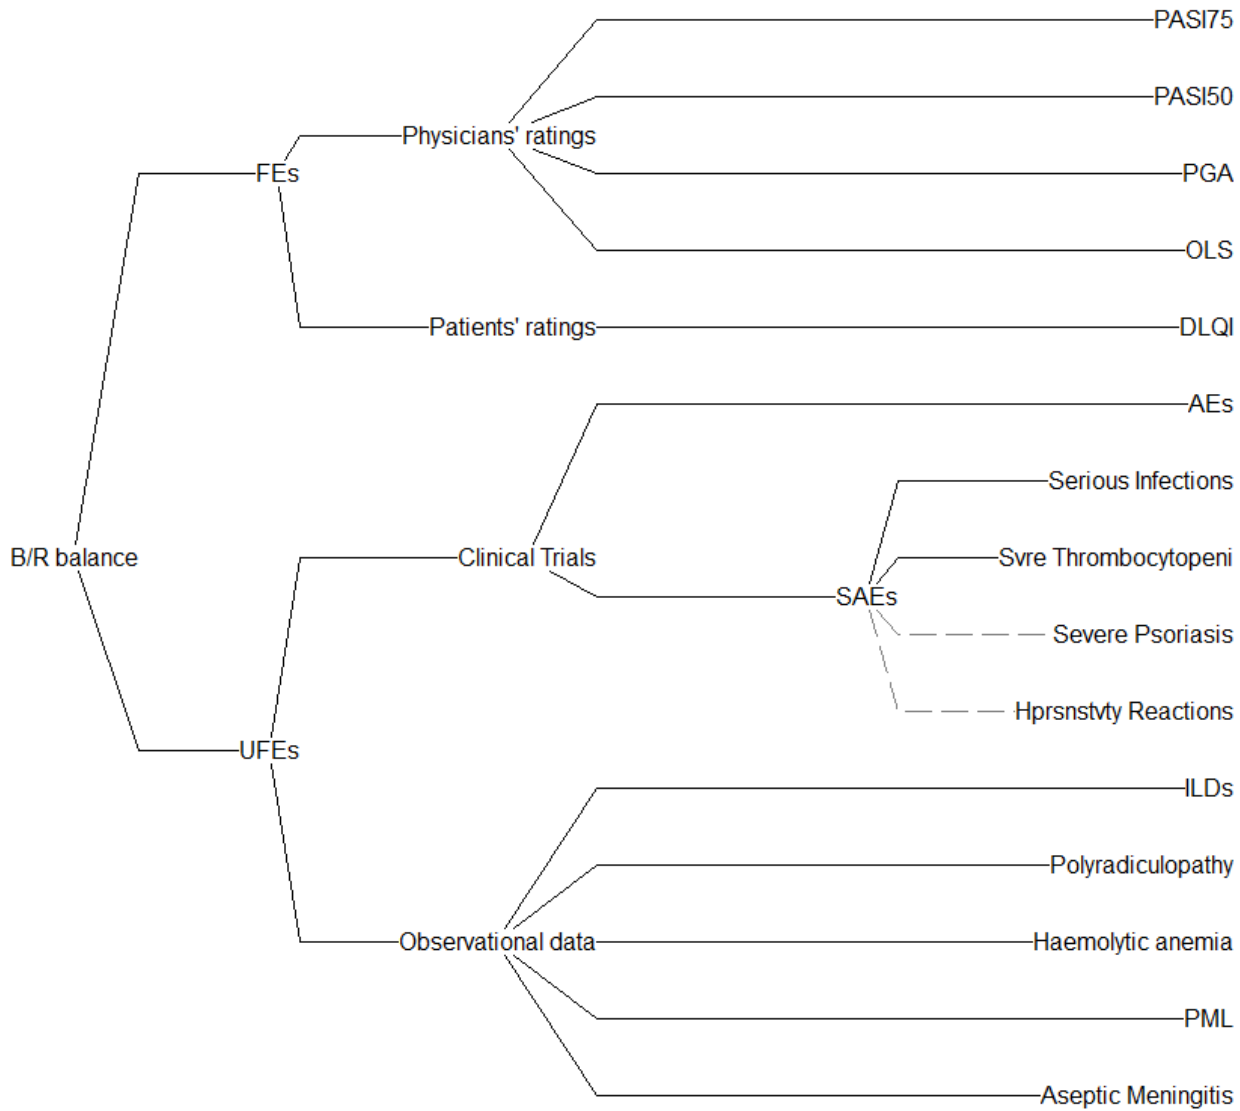 PASI75
PASI50
Physicians' ratings
FEs
PGA
OLS
Patients' ratings
DLQI
AEs
Serious Infections
B/R balance
Clinical Trials
Svre Thrombocytopeni
SAEs
Severe Psoriasis
Hprsnstvty Reactions
UFEs
ILDs
Polyradiculopathy
Observational data
Haemolytic anemia
PML
Aseptic Meningitis